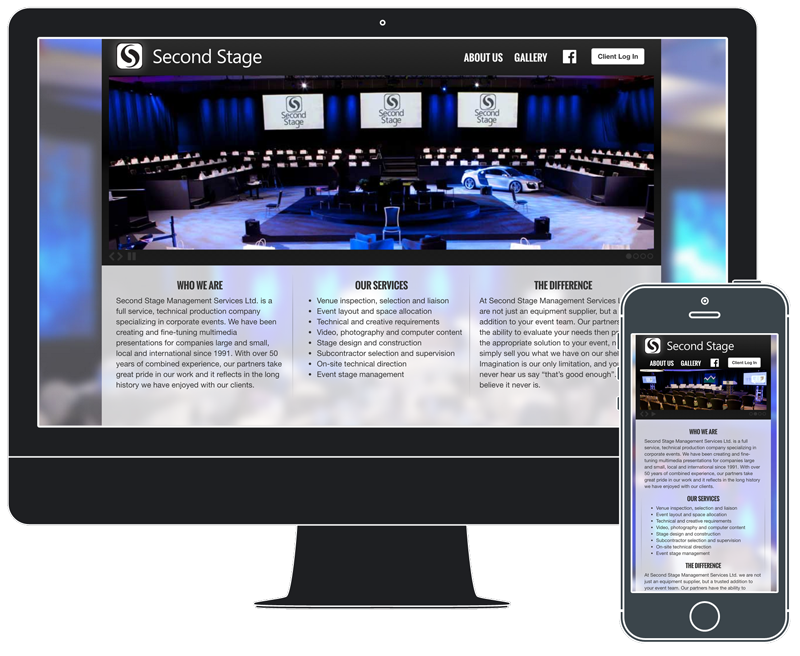 Second Stage
ABOUT US GALLERY Client Log In
Second Stage
Second Stage
Second Stage
WHO WE ARE
Second Stage Management Services Ltd. is a
full service, technical production company
specializing in corporate events. We have been
creating and fine-tuning multimedia
presentations for companies large and small,
local and international since 1991. With over 50
years of combined experience, our partners take
great pride in our work and it reflects in the long
history we have enjoyed with our clients.
OUR SERVICES
• Venue inspection, selection and liaison
• Event layout and space allocation
• Technical and creative requirements
• Video, photography and computer content
• Stage design and construction
• Subcontractor selection and supervision
• On-site technical direction
• Event stage management
THE DIFFERENCE
At Second Stage Management Services
are not just an equipment supplier, but a
addition to your event team. Our partners
the ability to evaluate your needs then
the appropriate solution to your event,
simply sell you what we have on our
Imagination is our only limitation, and
never hear us say “that's good enough”.
believe it never is.
Second Stage
ABOUT US GALLERY Client Log In
WHO WE ARE
Second Stage Management Services Ltd. is a full
service, technical production company specializing in
corporate events. We have been creating and fine-
tuning multimedia presentations for companies large
and small, local and international since 1991. With over
50 years of combined experience, our partners take
great pride in our work and it reflects in the long history
we have enjoyed with our clients.
OUR SERVICES
• Venue inspection, selection and liaison
• Event layout and space allocation
• Technical and creative requirements
• Video, photography and computer content
• Stage design and construction
• Subcontractor selection and supervision
• On-site technical direction
• Event stage management
THE DIFFERENCE
At Second Stage Management Services Ltd. we are not
just an equipment supplier, but a trusted addition to
your event team. Our partners have the ability to